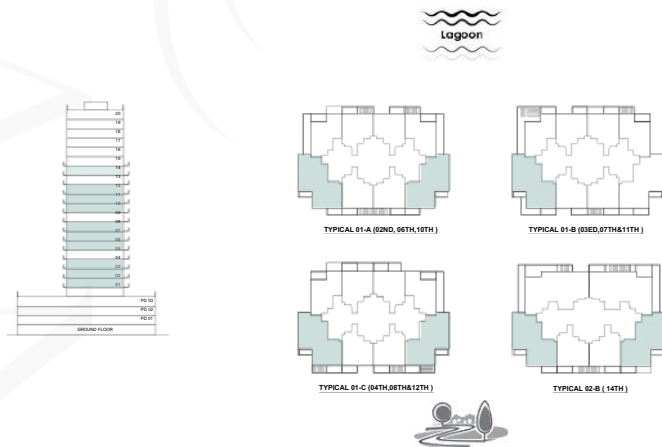 Lagoon
20
19
18
17
16
15
14
13
12
11
10
09
08
07
06
05
04
03
02
01
PD 03
PD 02
PD 01
GROUND FLOOR
TYPICAL 01-A (02ND, 06TH,10TH )
TYPICAL 01-B (03ED,07TH&11TH )
TYPICAL 01-C (04TH,08TH&12TH )
TYPICAL 02-B ( 14TH )